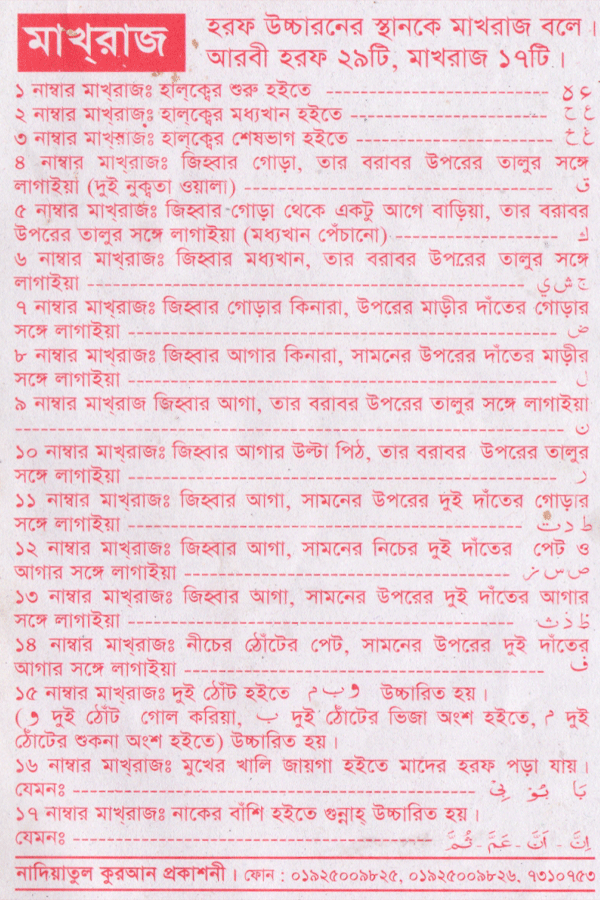 মাখ্‌রাজ
হরফ উচ্চারনের স্থানকে মাখরাজ বলে।
আরবী হরফ ২৯টি, মাখরাজ ১৭টি।
১ নাম্বার মাখ্‌রাজঃ হাল্‌ক্বের শুরু হইতে ---------------------- ء ه
২ নাম্বার মাখ্‌রাজঃ হাল্‌ক্বের মধ্যখান হইতে ---------------------- ع ح
৩ নাম্বার মাখ্‌রাজঃ হাল্‌ক্বের শেষভাগ হইতে ---------------------- غ خ
৪ নাম্বার মাখ্‌রাজঃ জিহ্বার গোড়া, তার বরাবর উপরের তালুর সঙ্গে
লাগাইয়া (দুই নুক্বতা ওয়ালা) ---------------------- ق
৫ নাম্বার মাখ্‌রাজঃ জিহ্বার গোড়া থেকে একটু আগে বাড়িয়া, তার বরাবর
উপরের তালুর সঙ্গে লাগাইয়া (মধ্যখান পেঁচানো) ---------------------- ك
৬ নাম্বার মাখ্‌রাজঃ জিহ্বার মধ্যখান, তার বরাবর উপরের তালুর সঙ্গে
লাগাইয়া ---------------------- ج ش ي
৭ নাম্বার মাখ্‌রাজঃ জিহ্বার গোড়ার কিনারা, উপরের মাড়ীর দাঁতের গোড়ার
সঙ্গে লাগাইয়া ---------------------- ض
৮ নাম্বার মাখ্‌রাজঃ জিহ্বার আগার কিনারা, সামনের উপরের দাঁতের মাড়ীর
সঙ্গে লাগাইয়া ---------------------- ل
৯ নাম্বার মাখ্‌রাজ জিহ্বার আগা, তার বরাবর উপরের তালুর সঙ্গে লাগাইয়া
---------------------- ن
১০ নাম্বার মাখ্‌রাজঃ জিহ্বার আগার উল্টা পিঠ, তার বরাবর উপরের তালুর
সঙ্গে লাগাইয়া ---------------------- ر
১১ নাম্বার মাখ্‌রাজঃ জিহ্বার আগা, সামনের উপরের দুই দাঁতের গোড়ার
সঙ্গে লাগাইয়া ---------------------- ط د ت
১২ নাম্বার মাখ্‌রাজঃ জিহ্বার আগা, সামনের নিচের দুই দাঁতের পেট ও
আগার সঙ্গে লাগাইয়া ---------------------- ص س ز
১৩ নাম্বার মাখ্‌রাজঃ জিহ্বার আগা, সামনের উপরের দুই দাঁতের আগার
সঙ্গে লাগাইয়া ---------------------- ظ ذ ث
১৪ নাম্বার মাখ্‌রাজঃ নীচের ঠোঁটের পেট, সামনের উপরের দুই দাঁতের
আগার সঙ্গে লাগাইয়া ---------------------- ف
১৫ নাম্বার মাখ্‌রাজঃ দুই ঠোঁট হইতে و ب م উচ্চারিত হয়।
(و দুই ঠোঁট গোল করিয়া, ب দুই ঠোঁটের ভিজা অংশ হইতে, م দুই
ঠোঁটের শুকনা অংশ হইতে) উচ্চারিত হয়।
১৬ নাম্বার মাখ্‌রাজঃ মুখের খালি জায়গা হইতে মাদের হরফ পড়া যায়।
যেমনঃ ---------------------- بَا بُوْ بِيْ
১৭ নাম্বার মাখ্‌রাজঃ নাকের বাঁশি হইতে গুন্নাহ্‌ উচ্চারিত হয়।
যেমনঃ ---------------------- اِنَّ - اَنَّ - عَمَّ - ثُمَّ
নাদিয়াতুল কুরআন প্রকাশনী। ফোন : ০১৯২৫০০৯৮২৫, ০১৯২৫০০৯৮২৬, ৭৩১০৭৫৩